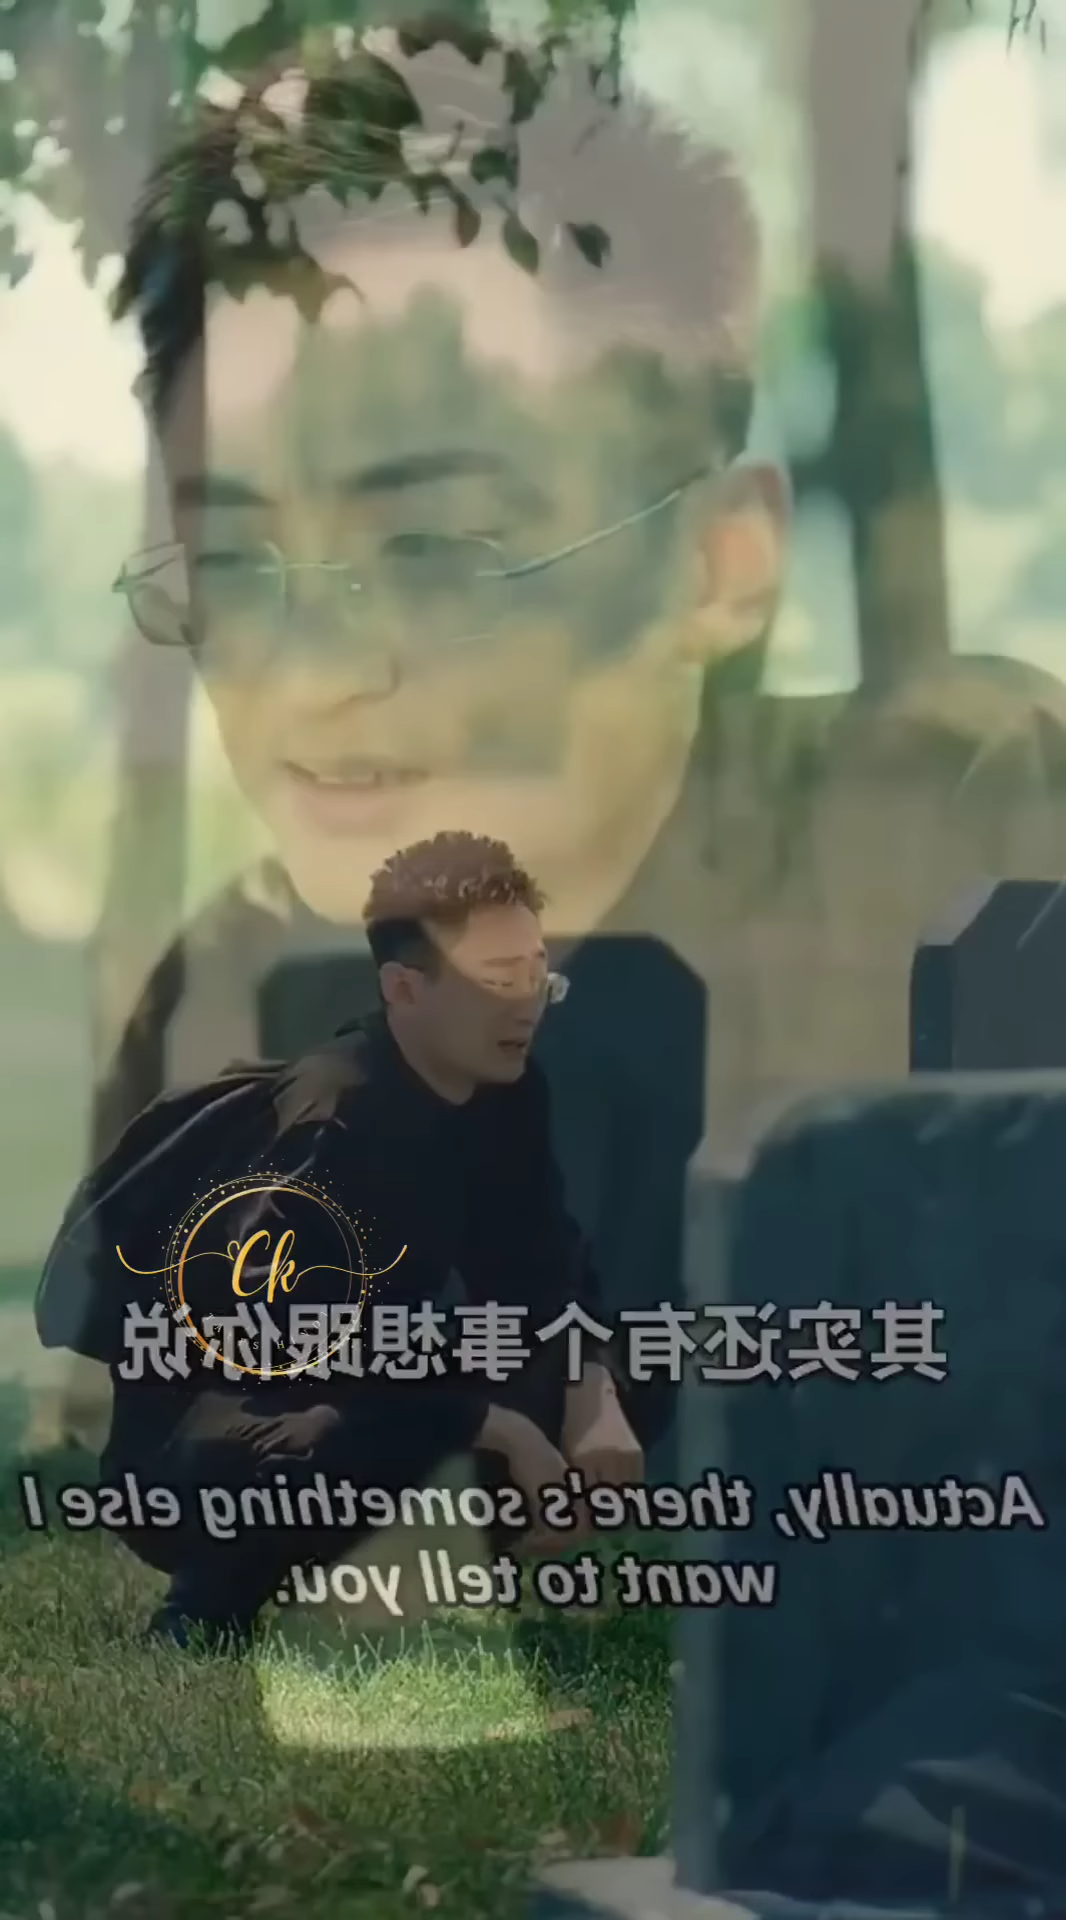 Ck
其实还有个事想跟你说
Actually, there's something else I
want to tell you.